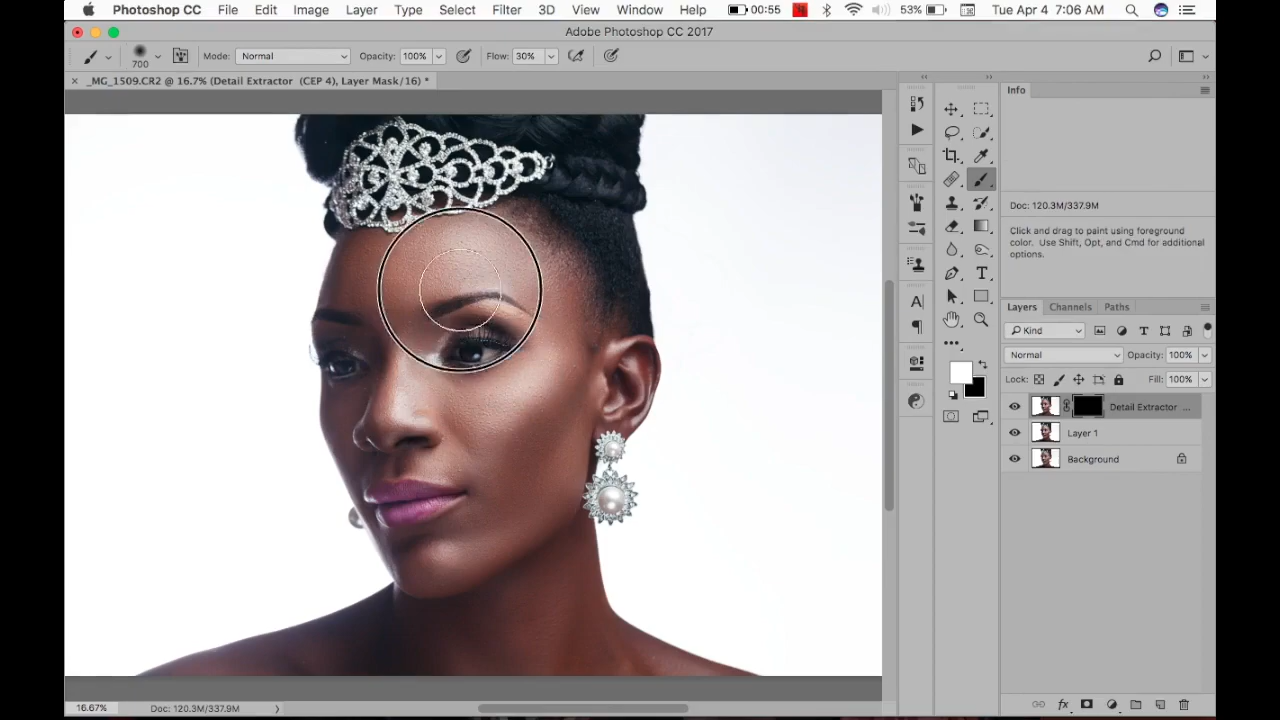 Photoshop CC File Edit Image Layer Type Select Filter 3D View Window Help 00:55 53% Tue Apr 4 7:06 AM
Adobe Photoshop CC 2017
700 Mode: Normal Opacity: 100% Flow: 30%
_MG_1509.CR2 @ 16.7% (Detail Extractor (CEP 4), Layer Mask/16) *
Info
Doc: 120.3M/337.9M
Click and drag to paint using foreground
color. Use Shift, Opt, and Cmd for additional
options.
Layers Channels Paths
Kind
Normal Opacity: 100%
Lock: Fill: 100%
Detail Extractor ...
Layer 1
Background
16.67% Doc: 120.3M/337.9M